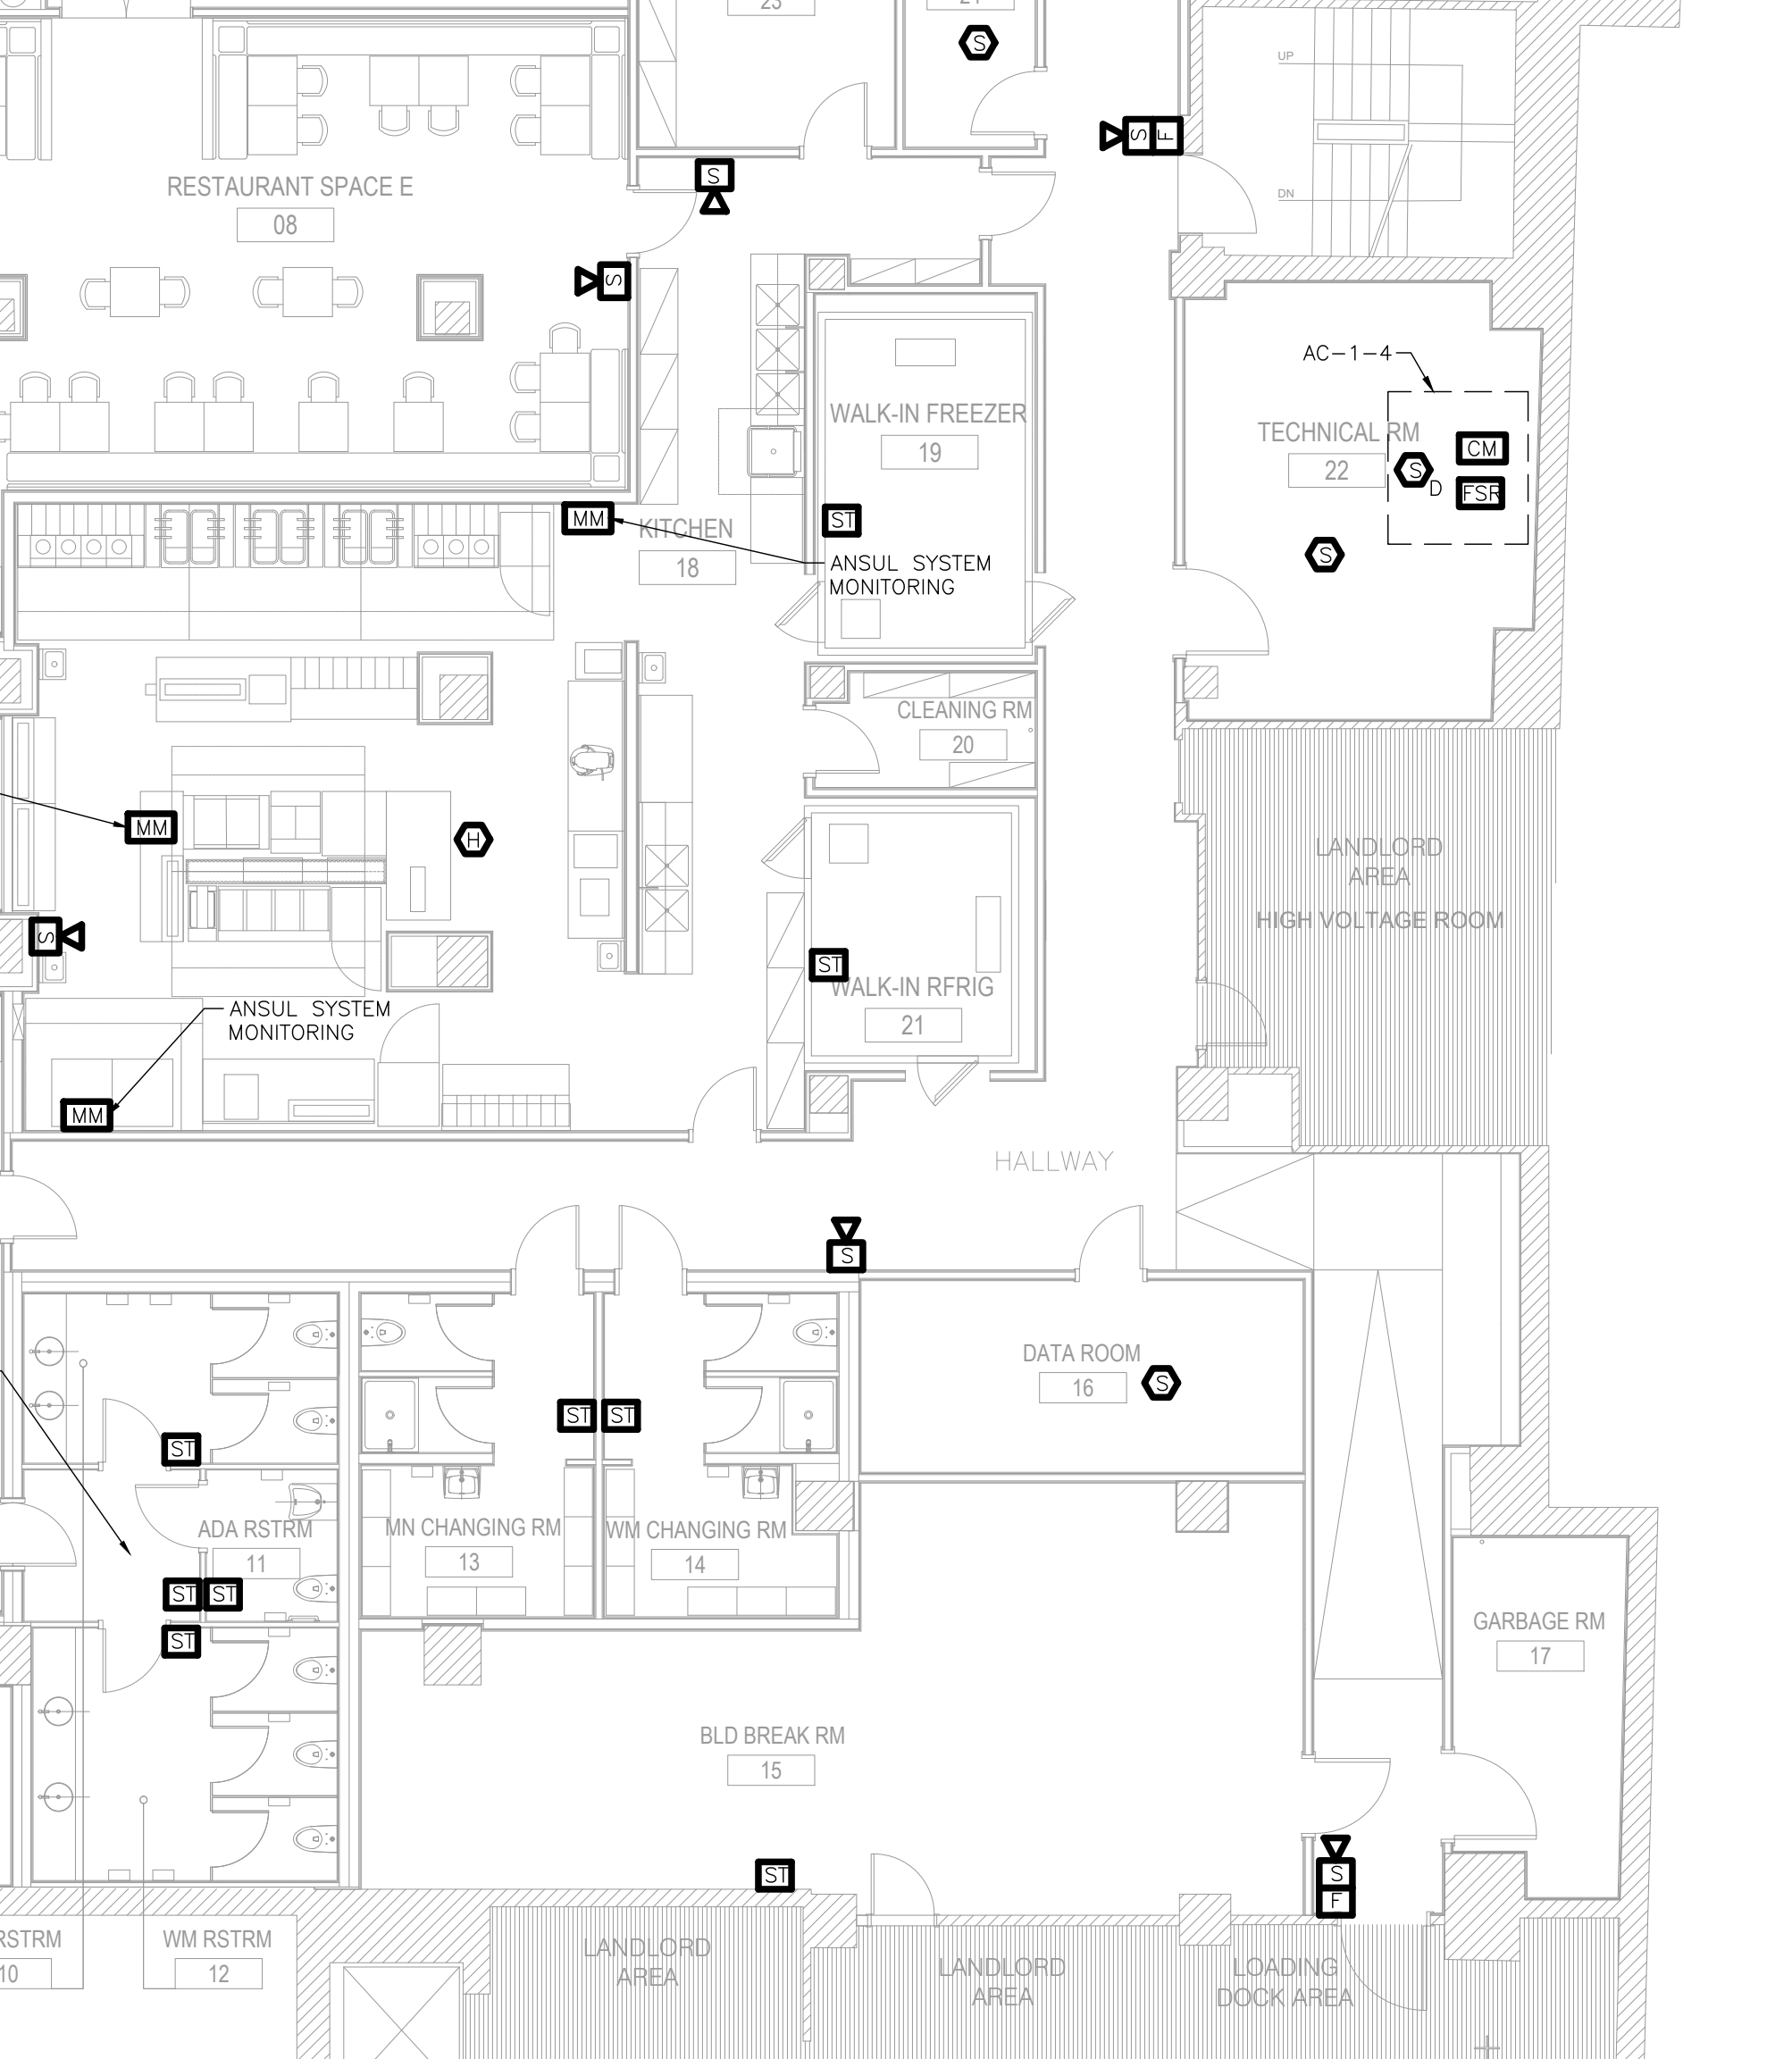 23
S
UP
S F
RESTAURANT SPACE E
08
S
DN
S
AC-1-4
WALK-IN FREEZER
19
TECHNICAL RM
22
CM
S
D
FSR
MM
ST
KITCHEN
18
S
ANSUL SYSTEM
MONITORING
CLEANING RM
20
MM
H
LANDLORD
AREA
HIGH VOLTAGE ROOM
S
ST
WALK-IN RFRIG
21
ANSUL SYSTEM
MONITORING
MM
HALLWAY
S
DATA ROOM
16
S
ST
ST
ST
ADA RSTRM
11
MN CHANGING RM
13
WM CHANGING RM
14
ST
ST
ST
GARBAGE RM
17
BLD BREAK RM
15
ST
S
F
RSTRM
10
WM RSTRM
12
LANDLORD
AREA
LANDLORD
AREA
LOADING
DOCK AREA